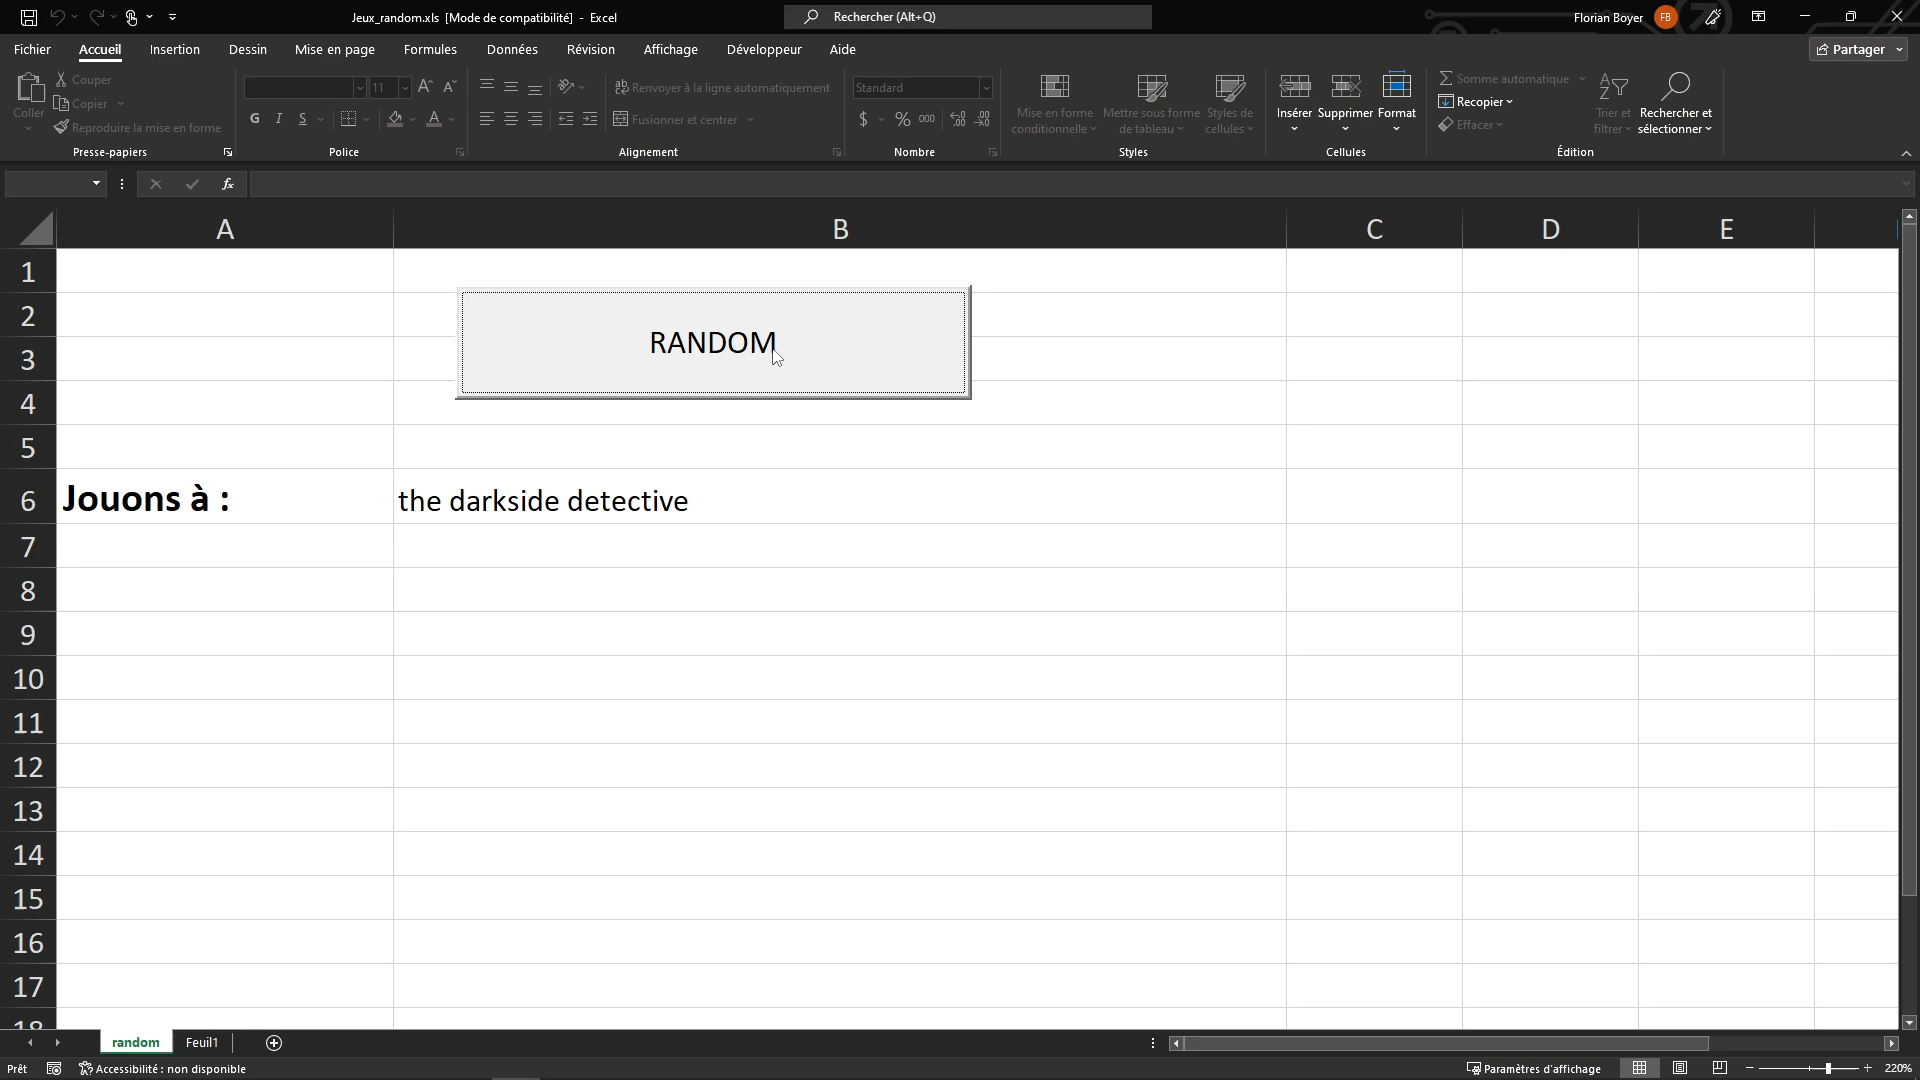 Jeux_random.xls [Mode de compatibilité] - Excel
Rechercher (Alt+Q)
Florian Boyer
FB
Fichier Accueil Insertion Dessin Mise en page Formules Données Révision Affichage Développeur Aide
Partager
Coller
Couper
Copier
Reproduire la mise en forme
Presse-papiers
11
G I S
Police
Renvoyer à la ligne automatiquement
Fusionner et centrer
Alignement
Standard
$ % 000
Nombre
Mise en forme conditionnelle
Mettre sous forme de tableau
Styles de cellules
Styles
Insérer Supprimer Format
Cellules
Somme automatique
Recopier
Effacer
Trier et filtrer
Rechercher et sélectionner
Édition
fx
A B C D E
1
2
RANDOM
3
4
5
6 Jouons à : the darkside detective
7
8
9
10
11
12
13
14
15
16
17
18
random Feuil1
Prêt Accessibilité : non disponible Paramètres d'affichage 220%